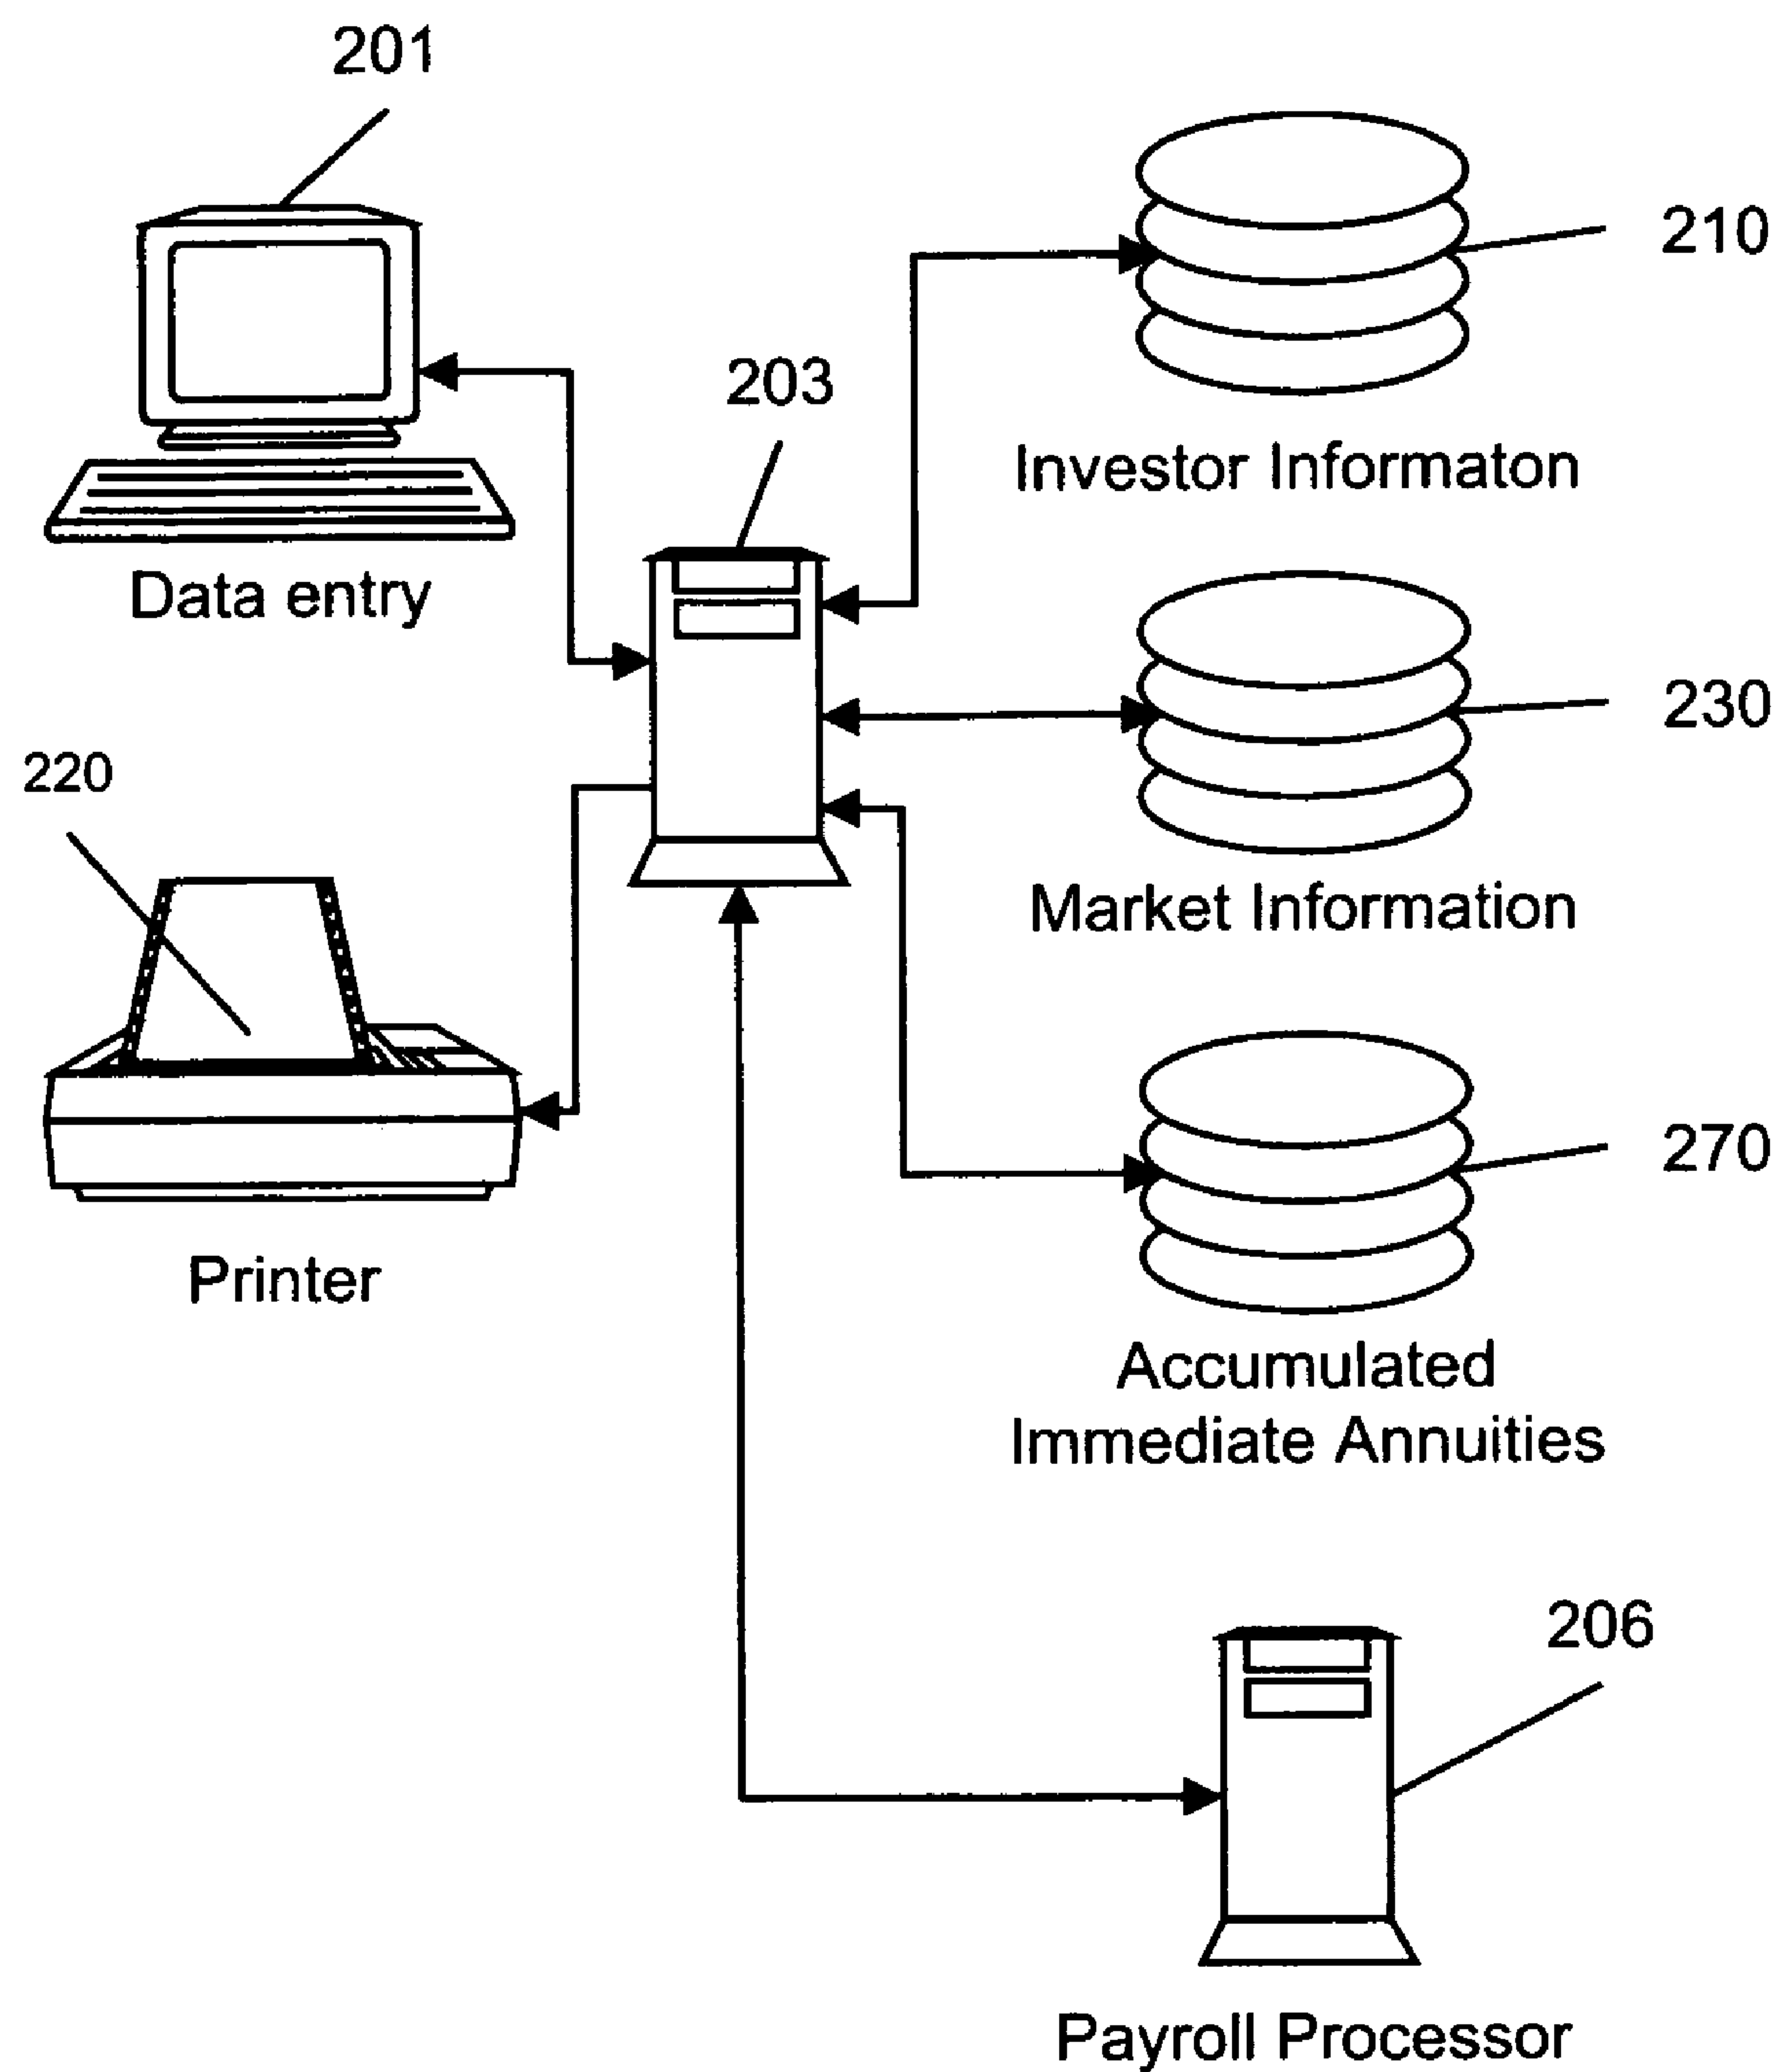 201
210
203
Investor Informaton
Data entry
230
220
Market Information
270
Printer
Accumulated
Immediate Annuities
206
Payroll Processor